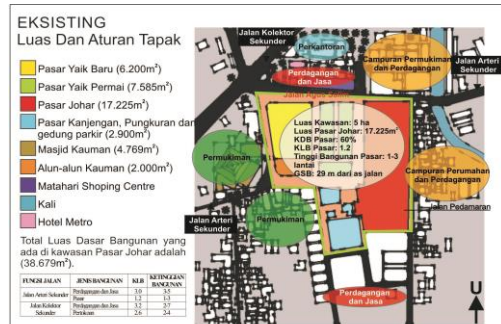 EKSISTING
Luas Dan Aturan Tapak
Pasar Yaik Baru (6.200m²)
Pasar Yaik Permai (7.585m²)
Pasar Johar (17.225m²)
Pasar Kanjengan, Pungkuran dan
gedung parkir (2.900m²)
Masjid Kauman (4.769m²)
Alun-alun Kauman (2.000m²)
Matahari Shoping Centre
Kali
Hotel Metro
Total Luas Dasar Bangunan yang
ada di kawasan Pasar Johar adalah
(38.679m²).
FUNGSI JALAN
JENIS BANGUNAN
KLB
KETINGGIAN
BANGUNAN
Jalan Arteri Sekunder
Perdagangan dan Jasa
3.0
3-5
Pasar
1.2
1-3
Jalan Kolektor
Sekunder
Perdagangan dan Jasa
3.2
2-7
Pertokoan
2.6
2-4
Jalan Kolektor
Sekunder
Perkantoran
Campuran Permukiman
dan Perdagangan
Jalan Arteri
Sekunder
Perdagangan
dan Jasa
Jalan Agus Salim
Luas Kawasan: 5 ha
Luas Pasar Johar: 17.225m²
KDB Pasar: 60%
KLB Pasar: 1.2
Tinggi Bangunan Pasar: 1-3
lantai
GSB: 29 m dari as jalan
Permukiman
Campuran Perumahan
dan Perdagangan
Jalan Arteri
Sekunder
Permukiman
Jalan Pedamaran
Perdagangan
dan Jasa
U